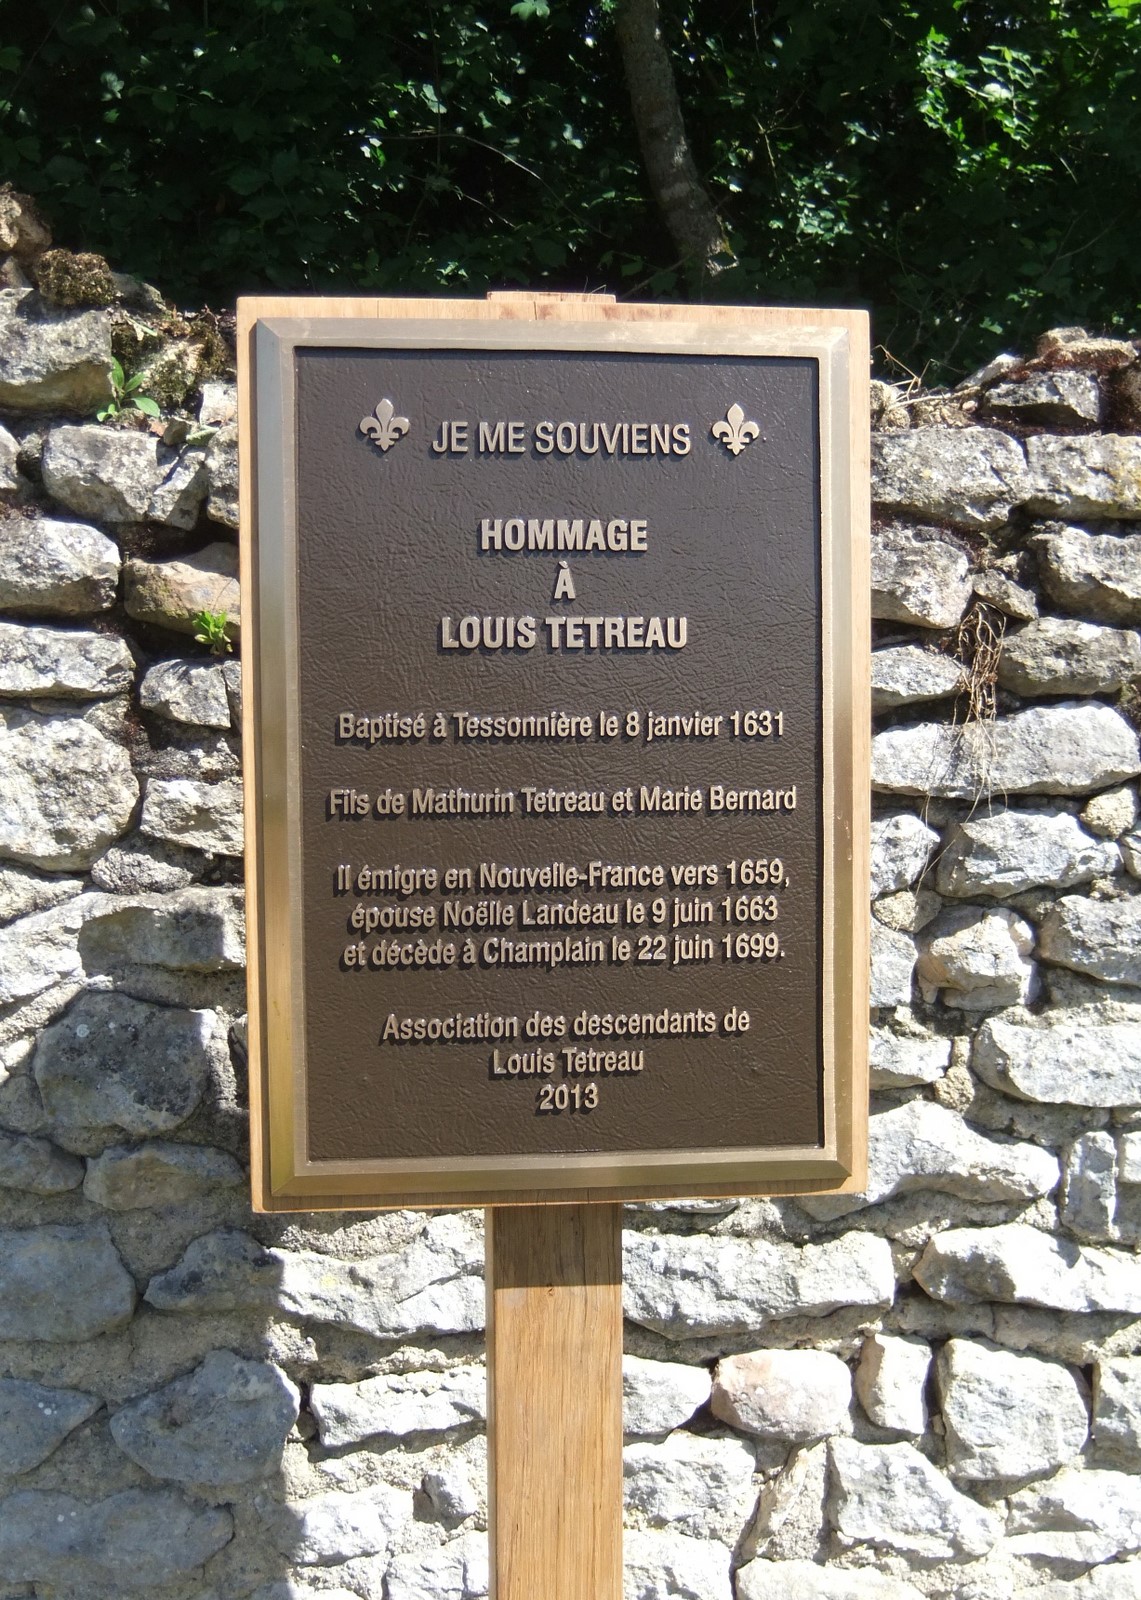 JE ME SOUVIENS
HOMMAGE
À
LOUIS TETREAU
Baptisé à Tessonnière le 8 janvier 1631
Fils de Mathurin Tetreau et Marie Bernard
Il émigre en Nouvelle-France vers 1659,
épouse Noëlle Landeau le 9 juin 1663
et décède à Champlain le 22 juin 1699.
Association des descendants de
Louis Tetreau
2013